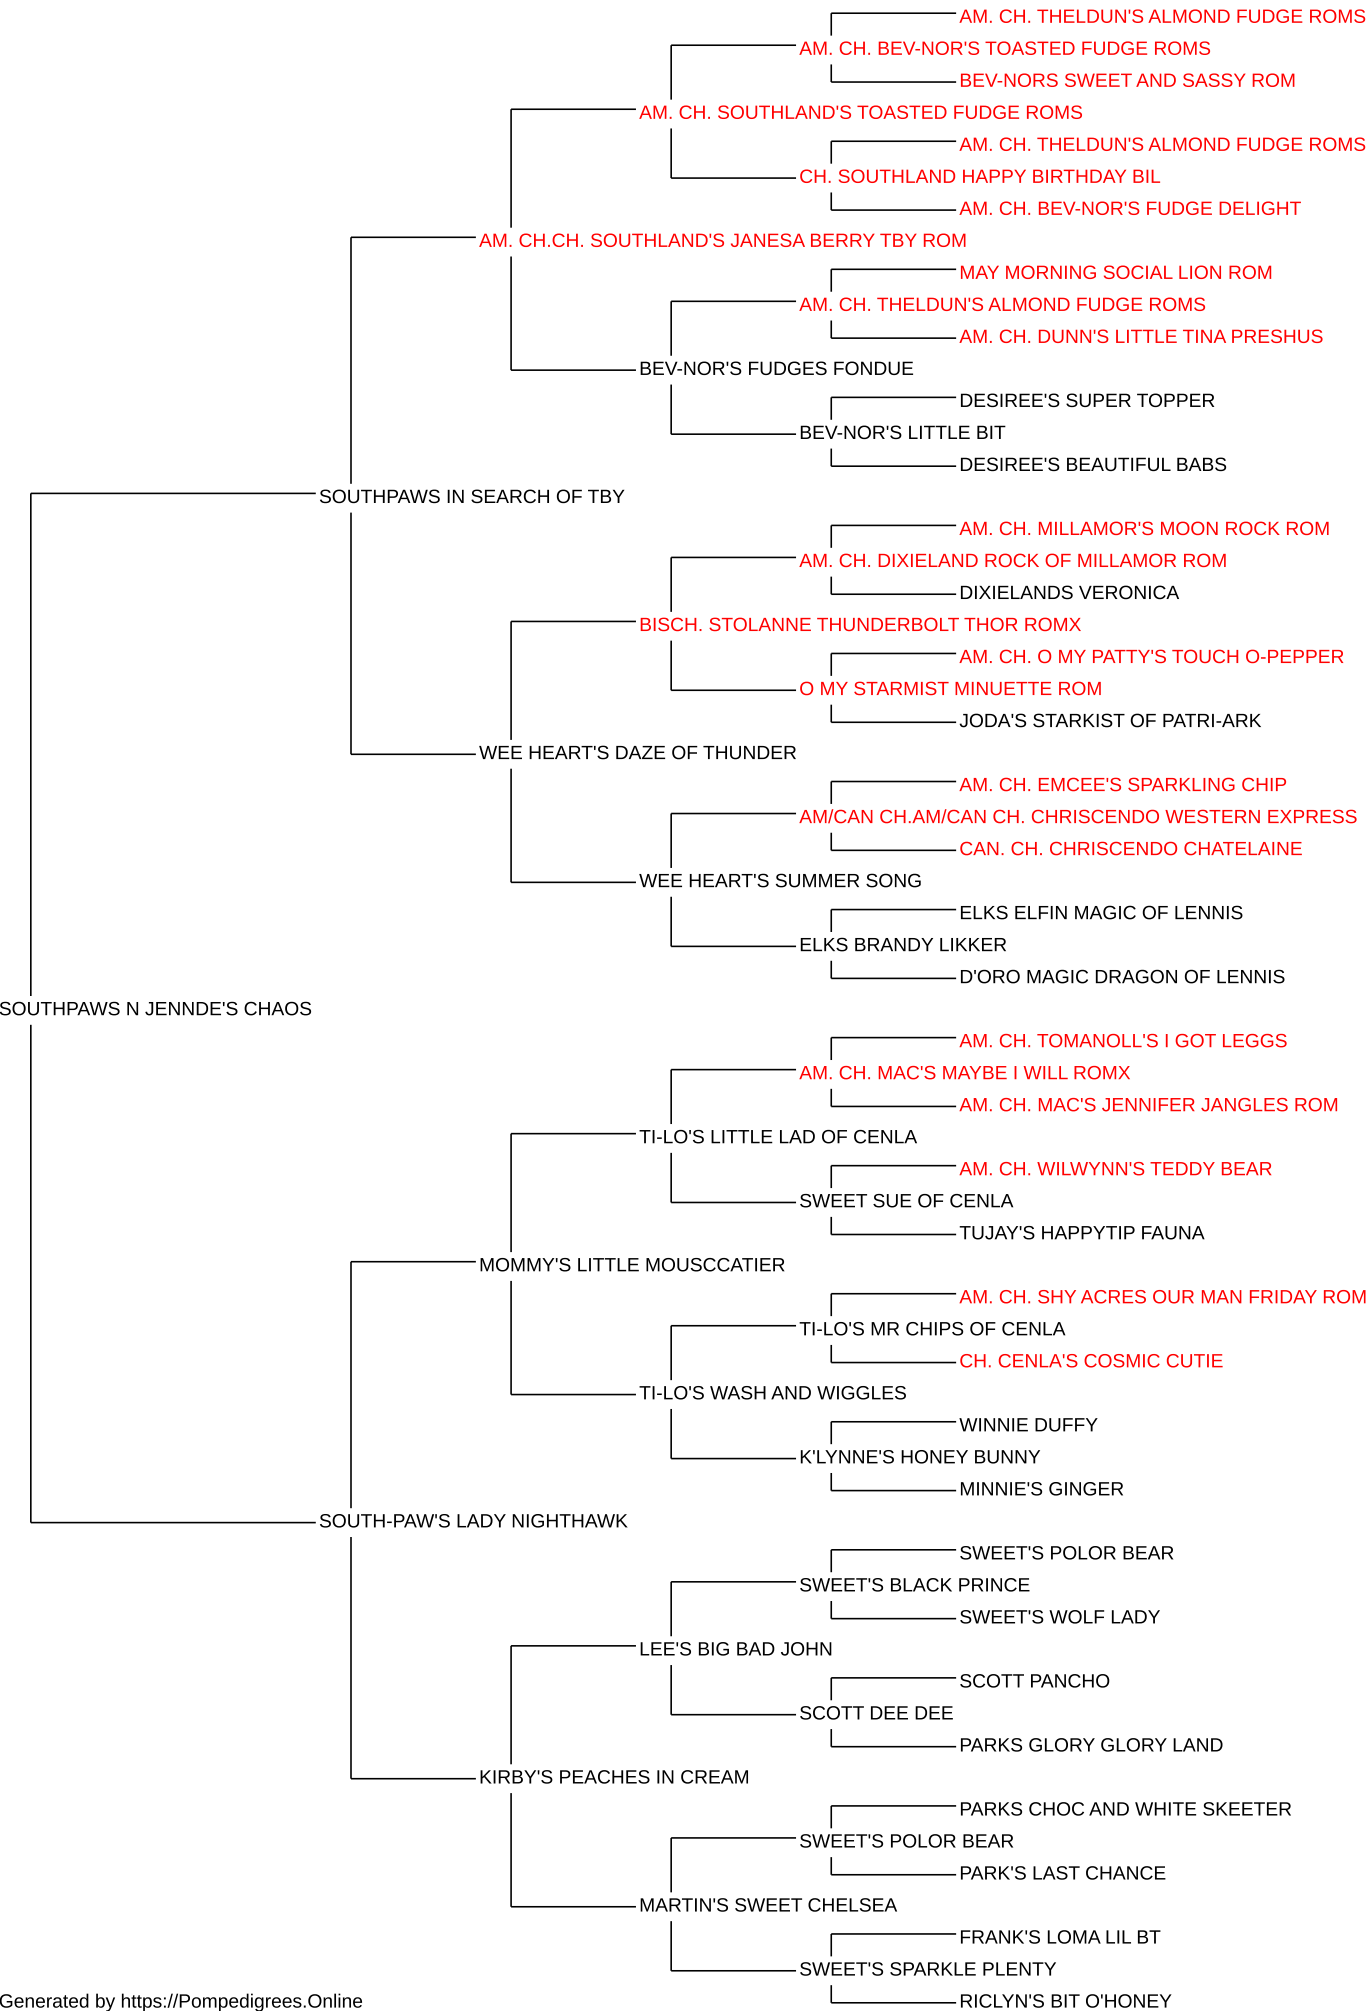 AM. CH. THELDUN'S ALMOND FUDGE ROMS
AM. CH. BEV-NOR'S TOASTED FUDGE ROMS
BEV-NORS SWEET AND SASSY ROM
AM. CH. SOUTHLAND'S TOASTED FUDGE ROMS
AM. CH. THELDUN'S ALMOND FUDGE ROMS
CH. SOUTHLAND HAPPY BIRTHDAY BIL
AM. CH. BEV-NOR'S FUDGE DELIGHT
AM. CH.CH. SOUTHLAND'S JANESA BERRY TBY ROM
MAY MORNING SOCIAL LION ROM
AM. CH. THELDUN'S ALMOND FUDGE ROMS
AM. CH. DUNN'S LITTLE TINA PRESHUS
BEV-NOR'S FUDGES FONDUE
DESIREE'S SUPER TOPPER
BEV-NOR'S LITTLE BIT
DESIREE'S BEAUTIFUL BABS
SOUTHPAWS IN SEARCH OF TBY
AM. CH. MILLAMOR'S MOON ROCK ROM
AM. CH. DIXIELAND ROCK OF MILLAMOR ROM
DIXIELANDS VERONICA
BISCH. STOLANNE THUNDERBOLT THOR ROMX
AM. CH. O MY PATTY'S TOUCH O-PEPPER
O MY STARMIST MINUETTE ROM
JODA'S STARKIST OF PATRI-ARK
WEE HEART'S DAZE OF THUNDER
AM. CH. EMCEE'S SPARKLING CHIP
AM/CAN CH.AM/CAN CH. CHRISCENDO WESTERN EXPRESS
CAN. CH. CHRISCENDO CHATELAINE
WEE HEART'S SUMMER SONG
ELKS ELFIN MAGIC OF LENNIS
ELKS BRANDY LIKKER
D'ORO MAGIC DRAGON OF LENNIS
SOUTHPAWS N JENNDE'S CHAOS
AM. CH. TOMANOLL'S I GOT LEGGS
AM. CH. MAC'S MAYBE I WILL ROMX
AM. CH. MAC'S JENNIFER JANGLES ROM
TI-LO'S LITTLE LAD OF CENLA
AM. CH. WILWYNN'S TEDDY BEAR
SWEET SUE OF CENLA
TUJAY'S HAPPYTIP FAUNA
MOMMY'S LITTLE MOUSCCATIER
AM. CH. SHY ACRES OUR MAN FRIDAY ROM
TI-LO'S MR CHIPS OF CENLA
CH. CENLA'S COSMIC CUTIE
TI-LO'S WASH AND WIGGLES
WINNIE DUFFY
K'LYNNE'S HONEY BUNNY
MINNIE'S GINGER
SOUTH-PAW'S LADY NIGHTHAWK
SWEET'S POLOR BEAR
SWEET'S BLACK PRINCE
SWEET'S WOLF LADY
LEE'S BIG BAD JOHN
SCOTT PANCHO
SCOTT DEE DEE
PARKS GLORY GLORY LAND
KIRBY'S PEACHES IN CREAM
PARKS CHOC AND WHITE SKEETER
SWEET'S POLOR BEAR
PARK'S LAST CHANCE
MARTIN'S SWEET CHELSEA
FRANK'S LOMA LIL BT
SWEET'S SPARKLE PLENTY
RICLYN'S BIT O'HONEY
Generated by https://Pompedigrees.Online